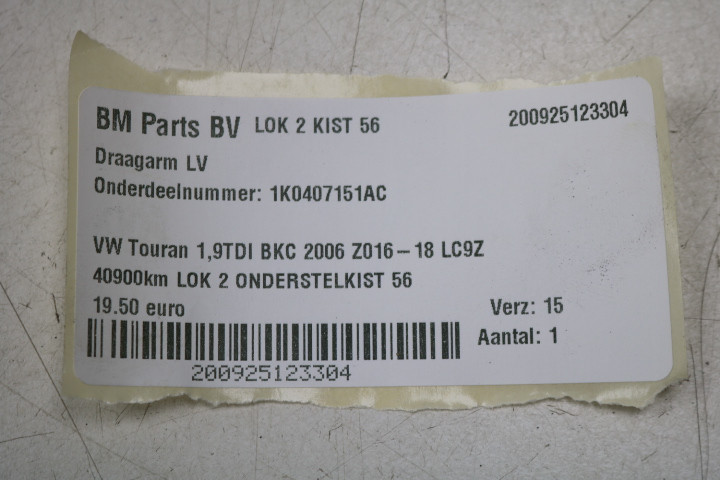 BM Parts BV LOK 2 KIST 56 200925123304
Draagarm LV
Onderdeelnummer: 1K0407151AC
VW Touran 1,9TDI BKC 2006 Z016-18 LC9Z
40900km LOK 2 ONDERSTELKIST 56
19.50 euro Verz: 15
Aantal: 1
200925123304